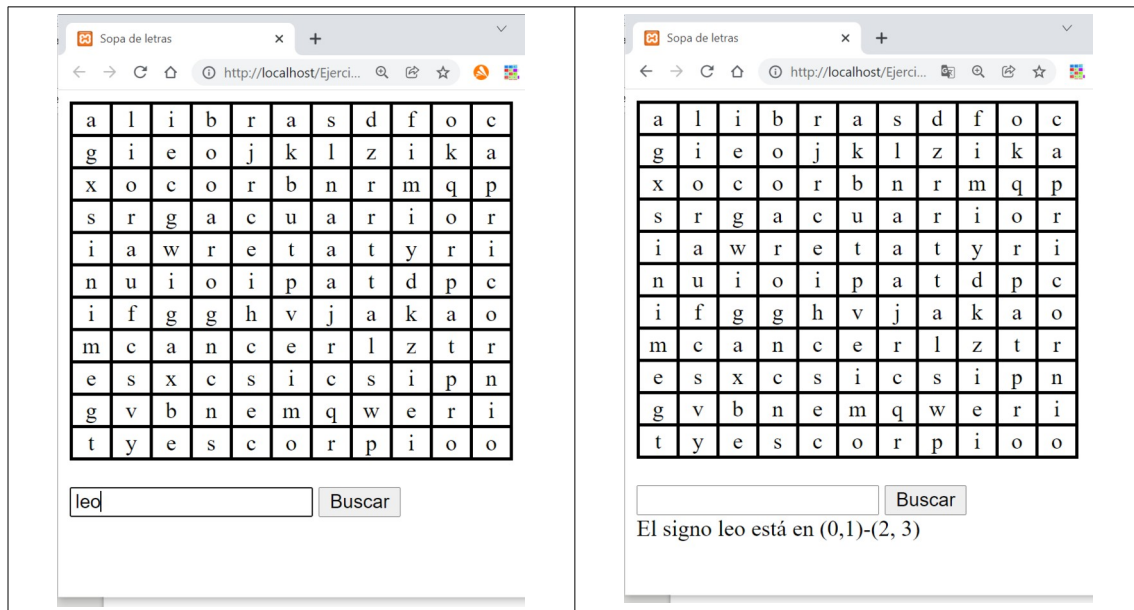 Sopa de letras
http://localhost/Ejerci...
a l i b r a s d f o c
g i e o j k l z i k a
x o c o r b n r m q p
s r g a c u a r i o r
i a w r e t a t y r i
n u i o i p a t d p c
i f g g h v j a k a o
m c a n c e r l z t r
e s x c s i c s i p n
g v b n e m q w e r i
t y e s c o r p i o o
leo Buscar
Sopa de letras
http://localhost/Ejerci...
a l i b r a s d f o c
g i e o j k l z i k a
x o c o r b n r m q p
s r g a c u a r i o r
i a w r e t a t y r i
n u i o i p a t d p c
i f g g h v j a k a o
m c a n c e r l z t r
e s x c s i c s i p n
g v b n e m q w e r i
t y e s c o r p i o o
Buscar
El signo leo está en (0,1)-(2, 3)